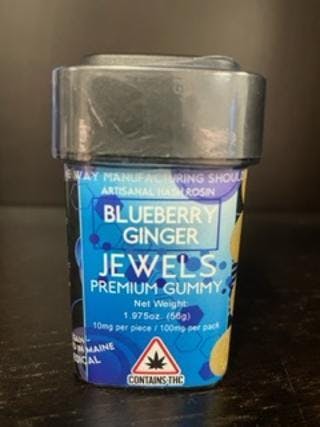 WAY MANUFACTURING SHOUL
ARTISANAL HASH ROSIN
BLUEBERRY
GINGER
JEWELS
PREMIUM GUMMY
Net Weight:
1.975oz. (56g)
10mg per piece / 100mg per pack
MAINE
CONTAINS THC